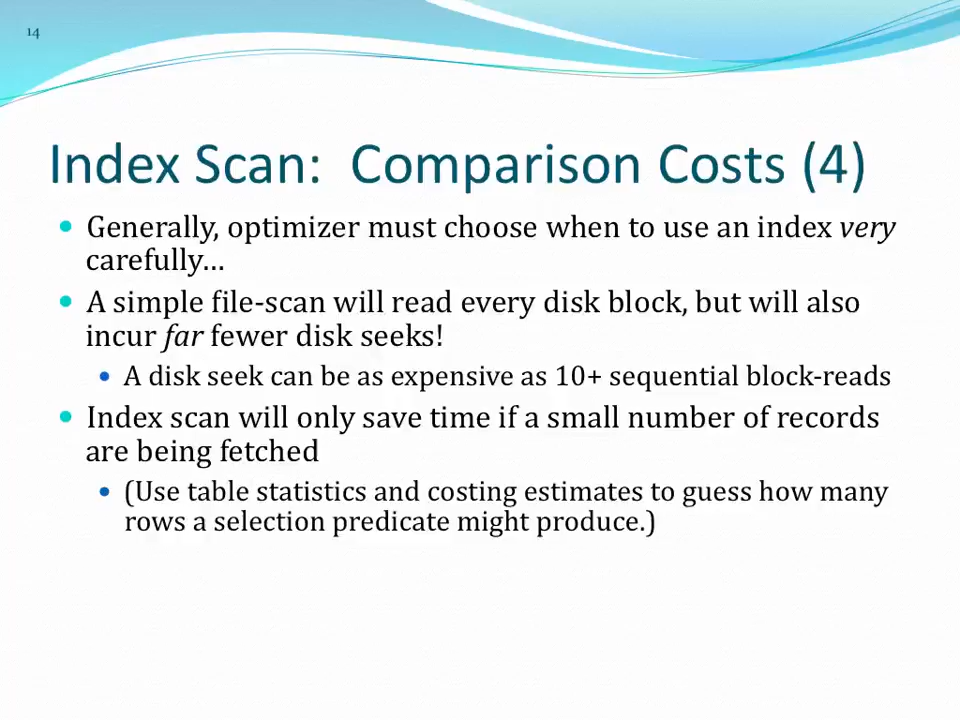 14
Index Scan: Comparison Costs (4)
• Generally, optimizer must choose when to use an index very
carefully...
• A simple file-scan will read every disk block, but will also
incur far fewer disk seeks!
• A disk seek can be as expensive as 10+ sequential block-reads
• Index scan will only save time if a small number of records
are being fetched
• (Use table statistics and costing estimates to guess how many
rows a selection predicate might produce.)